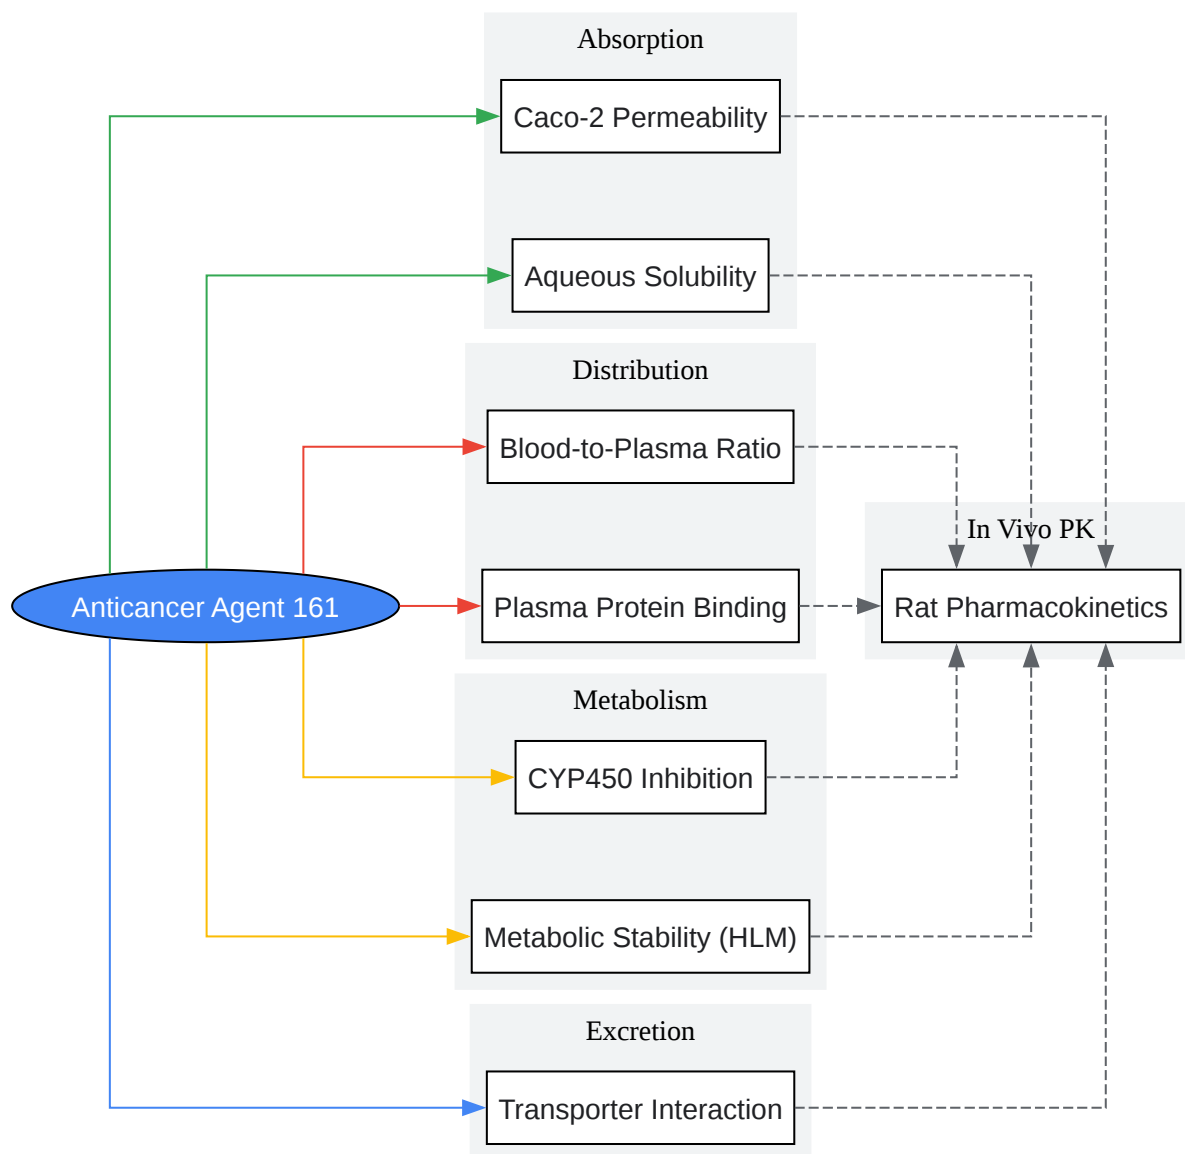 Absorption
Caco-2 Permeability
Aqueous Solubility
Distribution
Blood-to-Plasma Ratio
In Vivo PK
Anticancer Agent 161
Plasma Protein Binding
Rat Pharmacokinetics
Metabolism
CYP450 Inhibition
Metabolic Stability (HLM)
Excretion
Transporter Interaction